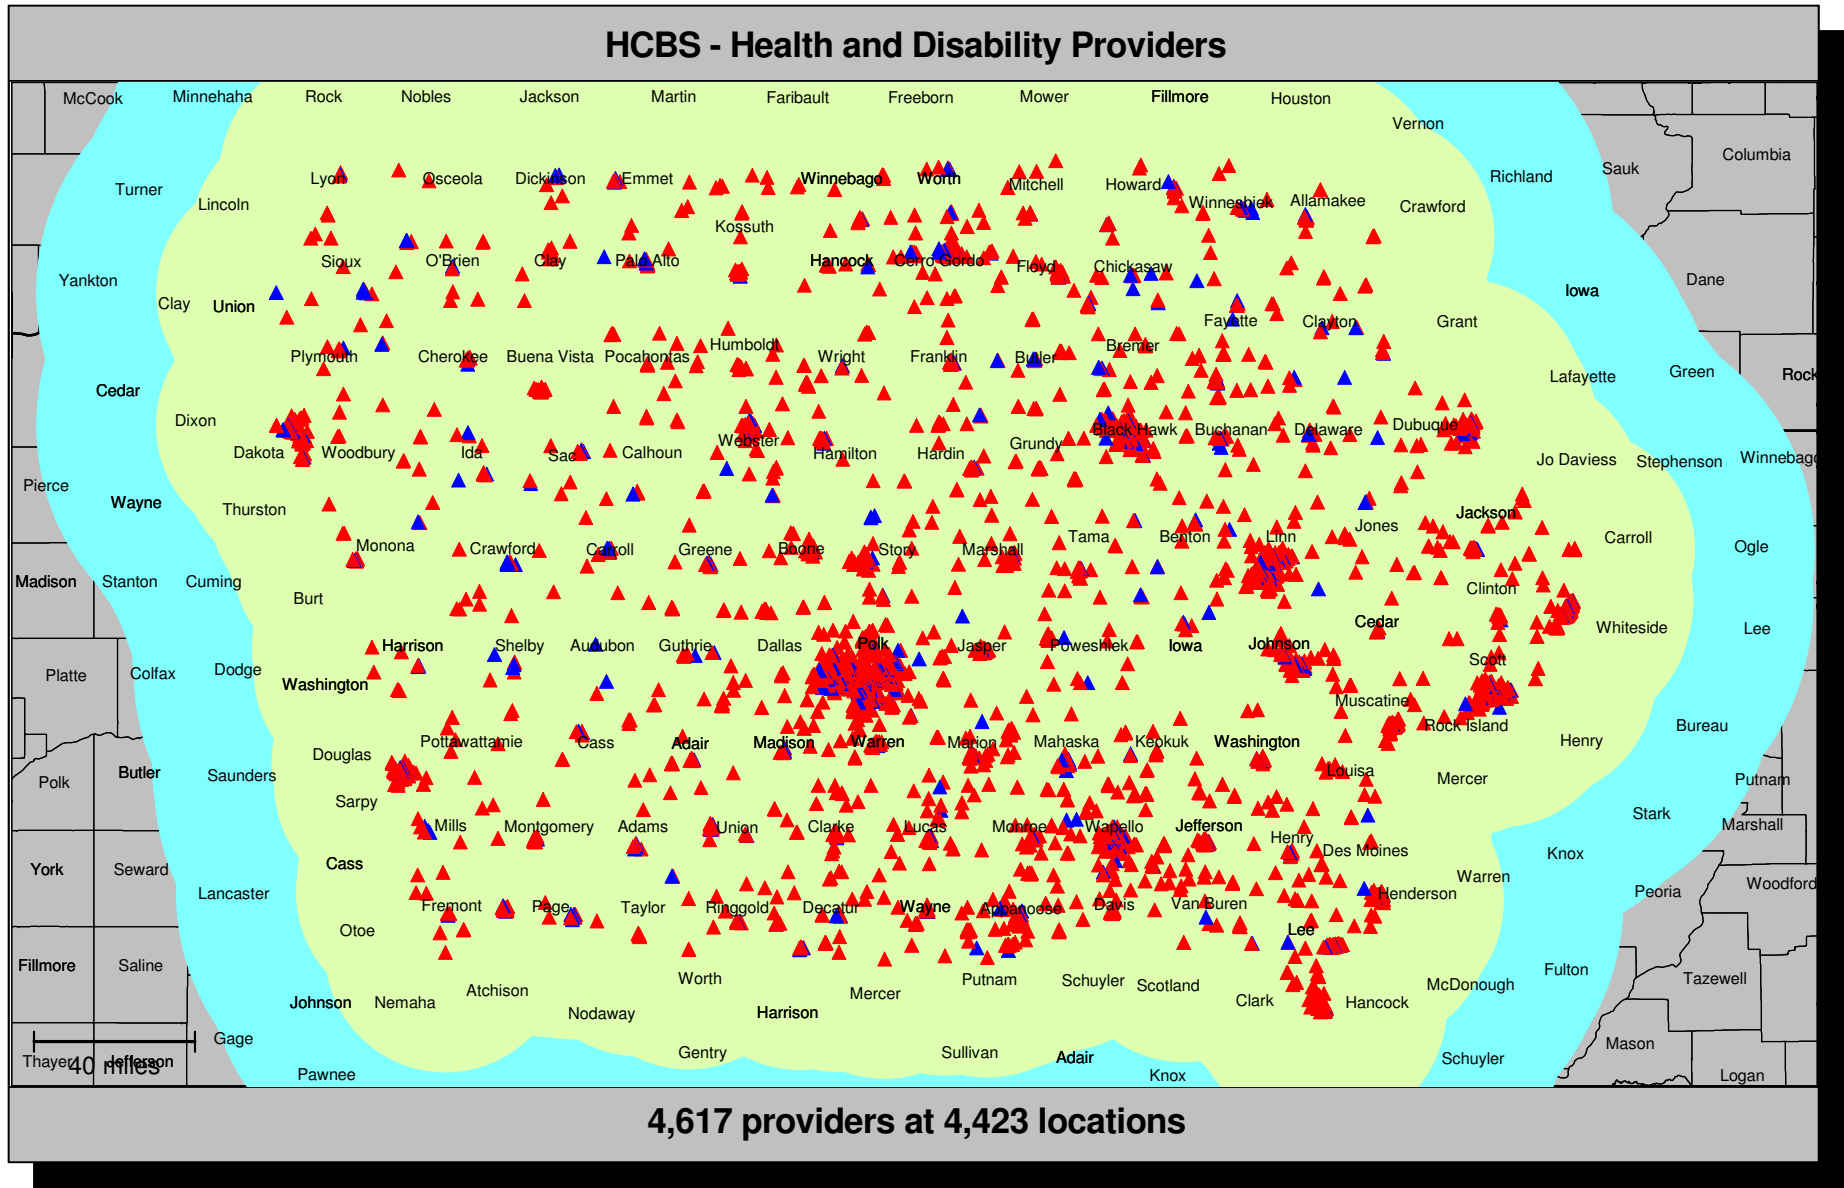 HCBS - Health and Disability Providers
McCook Minnehaha Rock Nobles Jackson Martin Faribault Freeborn Mower Fillmore Houston
Vernon
Columbia
Sauk
Turner Lyon Osceola Dickinson Emmet Winnebago Worth Mitchell Howard Richland
Lincoln Winneshiek Allamakee Crawford
Kossuth
Yankton Sioux O'Brien Clay Palo Alto Hancock Cerro Gordo Floyd Chickasaw Dane
Clay Union Iowa
Fayette Clayton Grant
Plymouth Cherokee Buena Vista Pocahontas Humboldt Wright Franklin Butler Bremer
Cedar Lafayette Green Rock
Dixon Webster Black Hawk Buchanan Delaware Dubuque
Dakota Woodbury Ida Sac Calhoun Hamilton Hardin Grundy Jo Daviess Stephenson Winnebago
Pierce
Wayne Thurston Jackson
Monona Crawford Carroll Greene Boone Story Marshall Tama Benton Linn Jones Carroll Ogle
Madison Stanton Cuming Clinton
Burt Cedar Whiteside Lee
Harrison Shelby Audubon Guthrie Dallas Polk Jasper Poweshiek Iowa Johnson
Platte Colfax Dodge Scott
Washington Muscatine
Rock Island Bureau
Douglas Pottawattamie Cass Adair Madison Warren Marion Mahaska Keokuk Washington Henry
Polk Butler Saunders Louisa Mercer Putnam
Sarpy Stark
Mills Montgomery Adams Union Clarke Lucas Monroe Wapello Jefferson Henry Marshall
York Seward Cass Des Moines Knox
Lancaster Warren Peoria Woodford
Fremont Page Taylor Ringgold Decatur Wayne Appanoose Davis Van Buren Henderson
Otoe Lee
Fillmore Saline Fulton
Worth Putnam Schuyler Scotland McDonough Tazewell
Johnson Nemaha Atchison Nodaway Harrison Mercer Clark Hancock
Gage Mason
Thayer Jefferson Gentry Sullivan Adair Schuyler
40 miles
Pawnee Knox Logan
4,617 providers at 4,423 locations